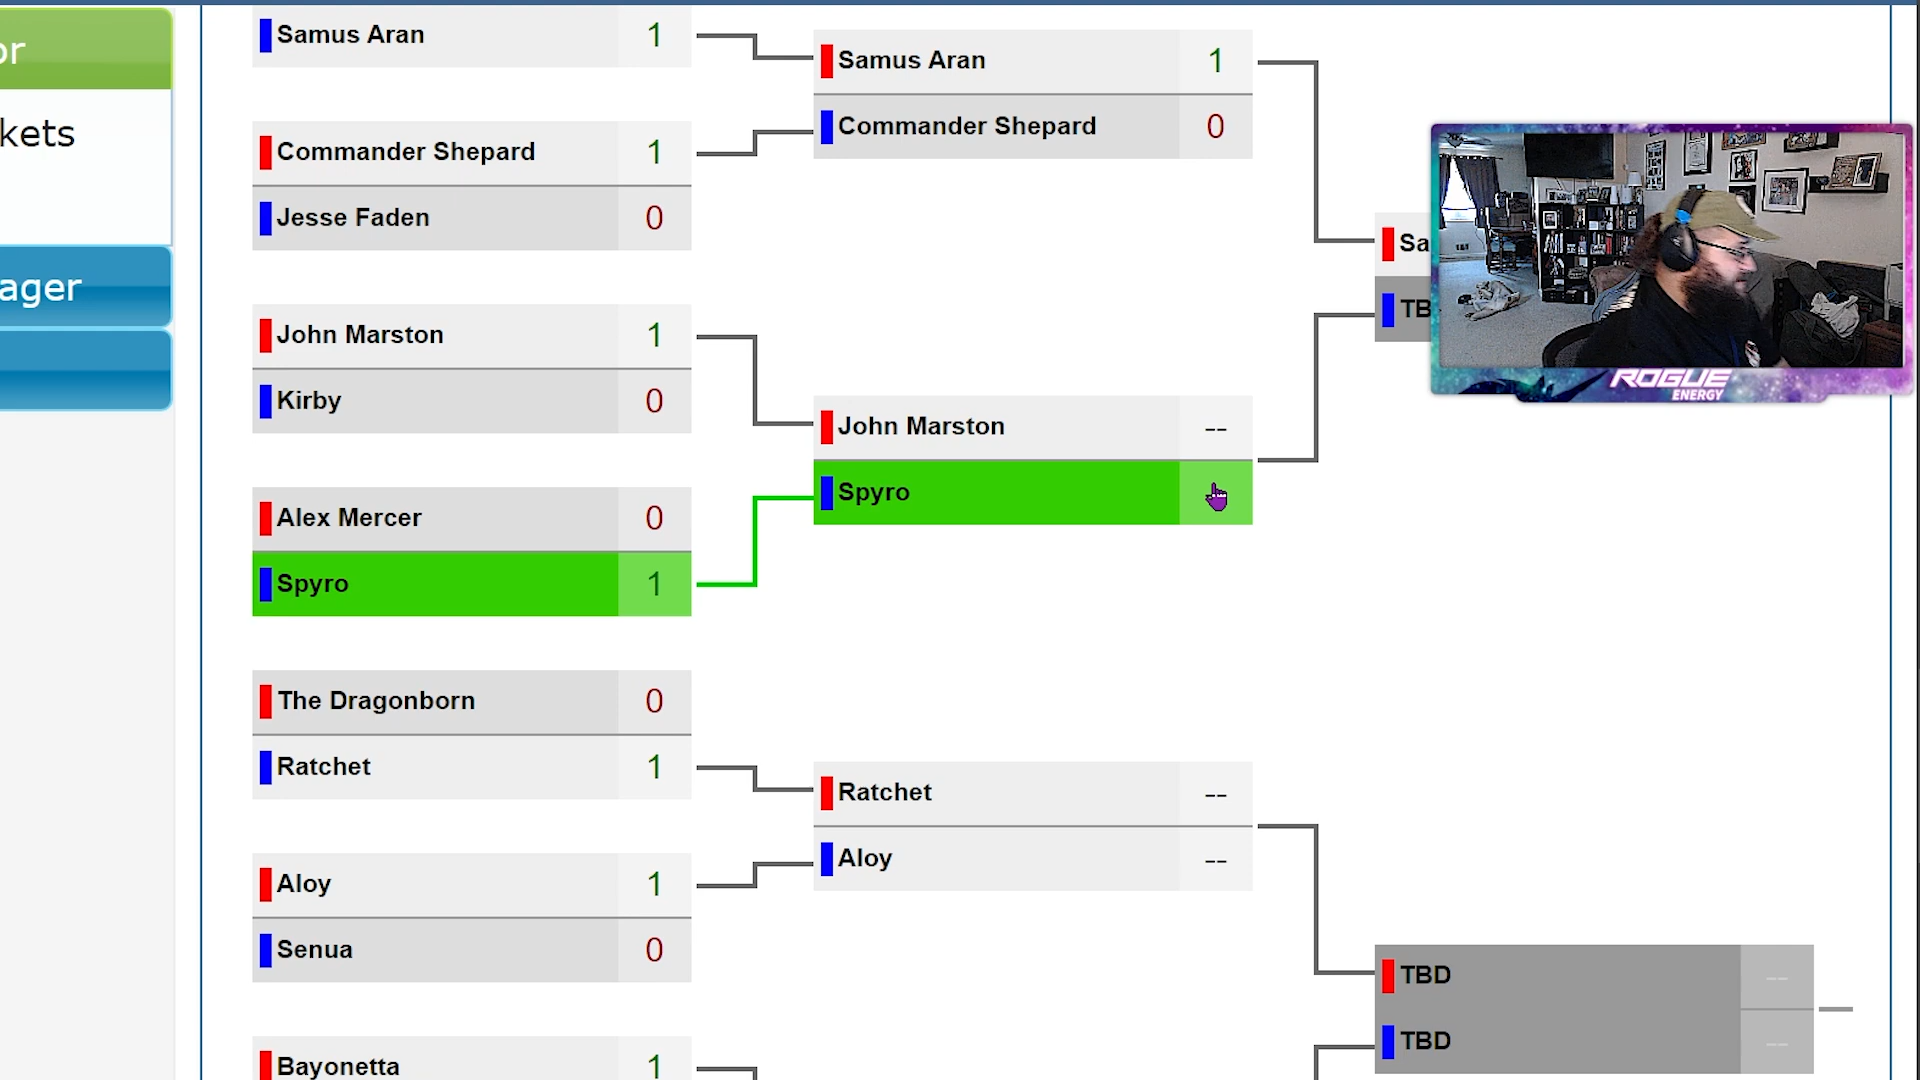 or
kets
ager
Samus Aran 1
Commander Shepard 1
Jesse Faden 0
John Marston 1
Kirby 0
Alex Mercer 0
Spyro 1
The Dragonborn 0
Ratchet 1
Aloy 1
Senua 0
Bayonetta 1
Samus Aran 1
Commander Shepard 0
John Marston --
Spyro
Ratchet --
Aloy --
Sa
TB
ROGUE
ENERGY
TBD --
TBD --